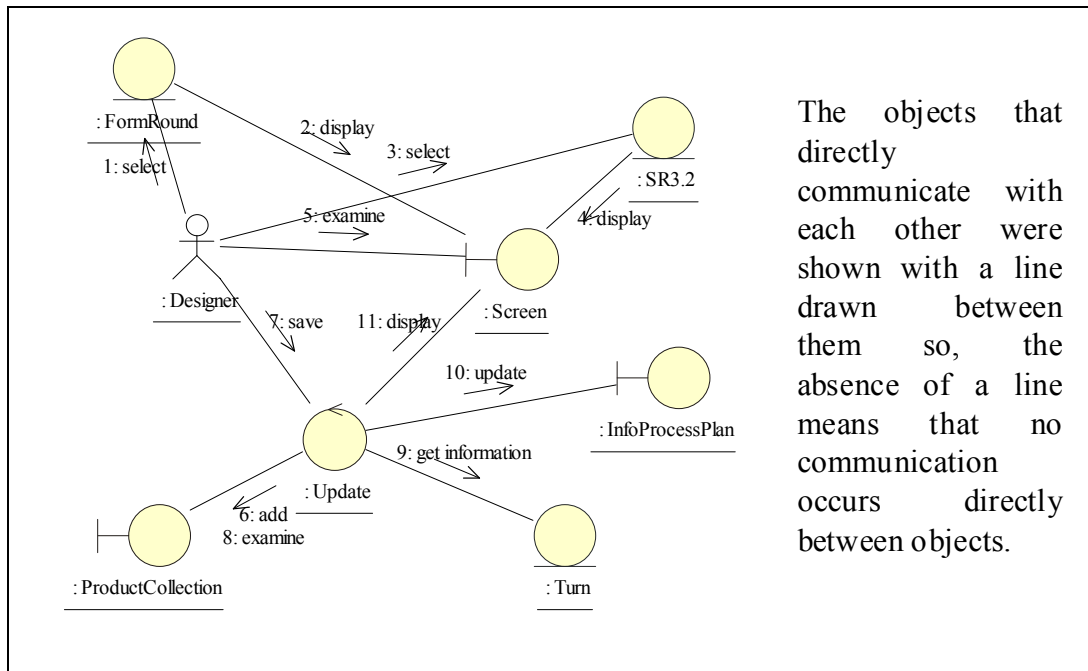 : FormRound
1: select
2: display
3: select
: SR3.2
4: display
5: examine
: Designer
: Screen
7: save
11: display
10: update
: InfoProcessPlan
9: get information
: Update
6: add
8: examine
: ProductCollection
: Turn
The objects that
directly
communicate with
each other were
shown with a line
drawn between
them so, the
absence of a line
means that no
communication
occurs directly
between objects.